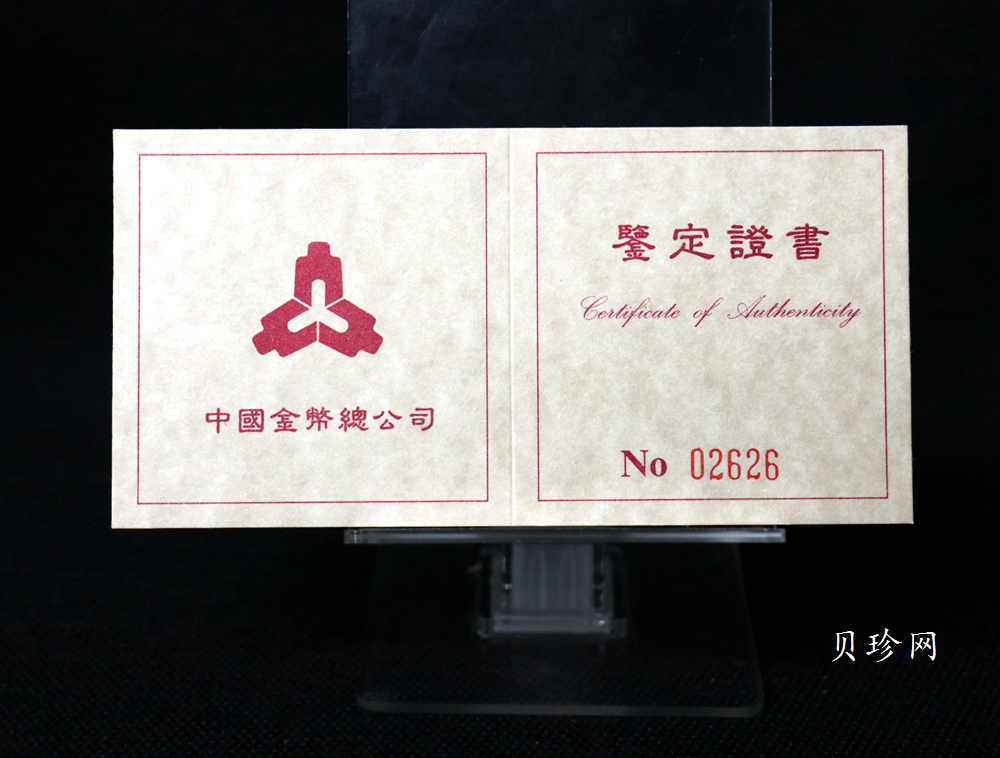 中國金幣總公司
鑒定證書
Certificate of Authenticity
No 02626
贝珍网